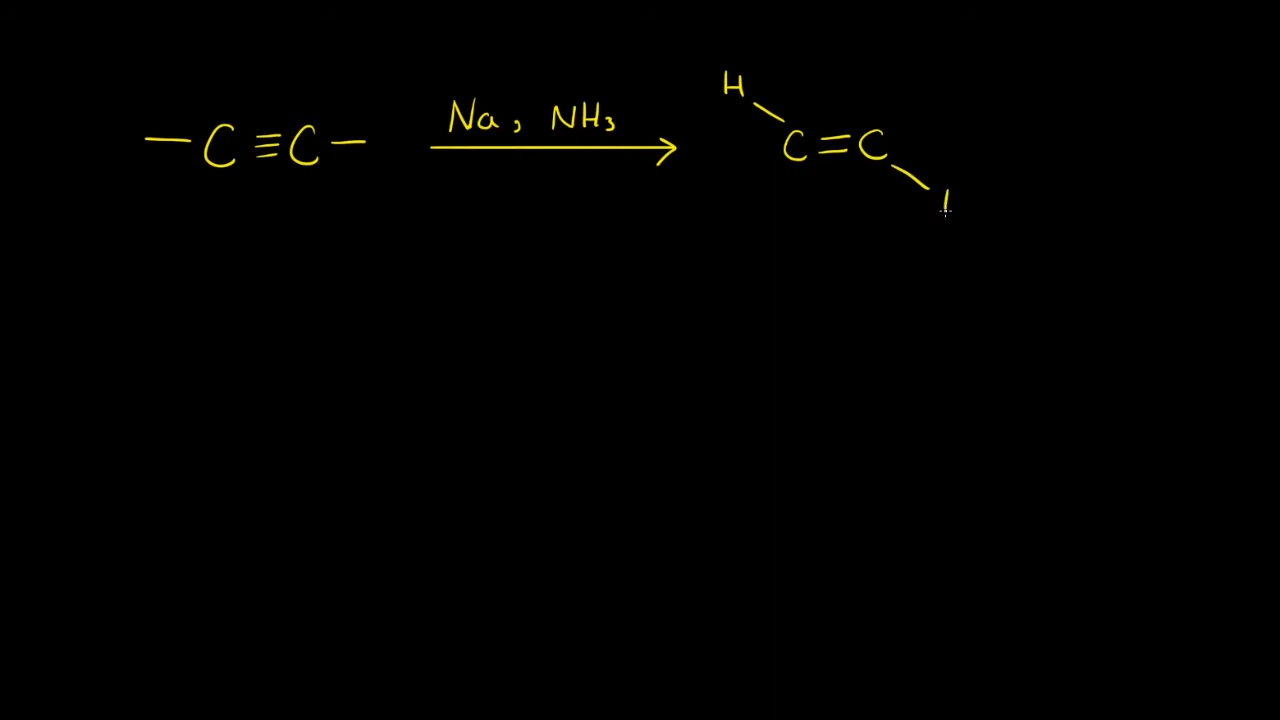 Na, NH₃
—C≡C— ⟶ H—C=C—